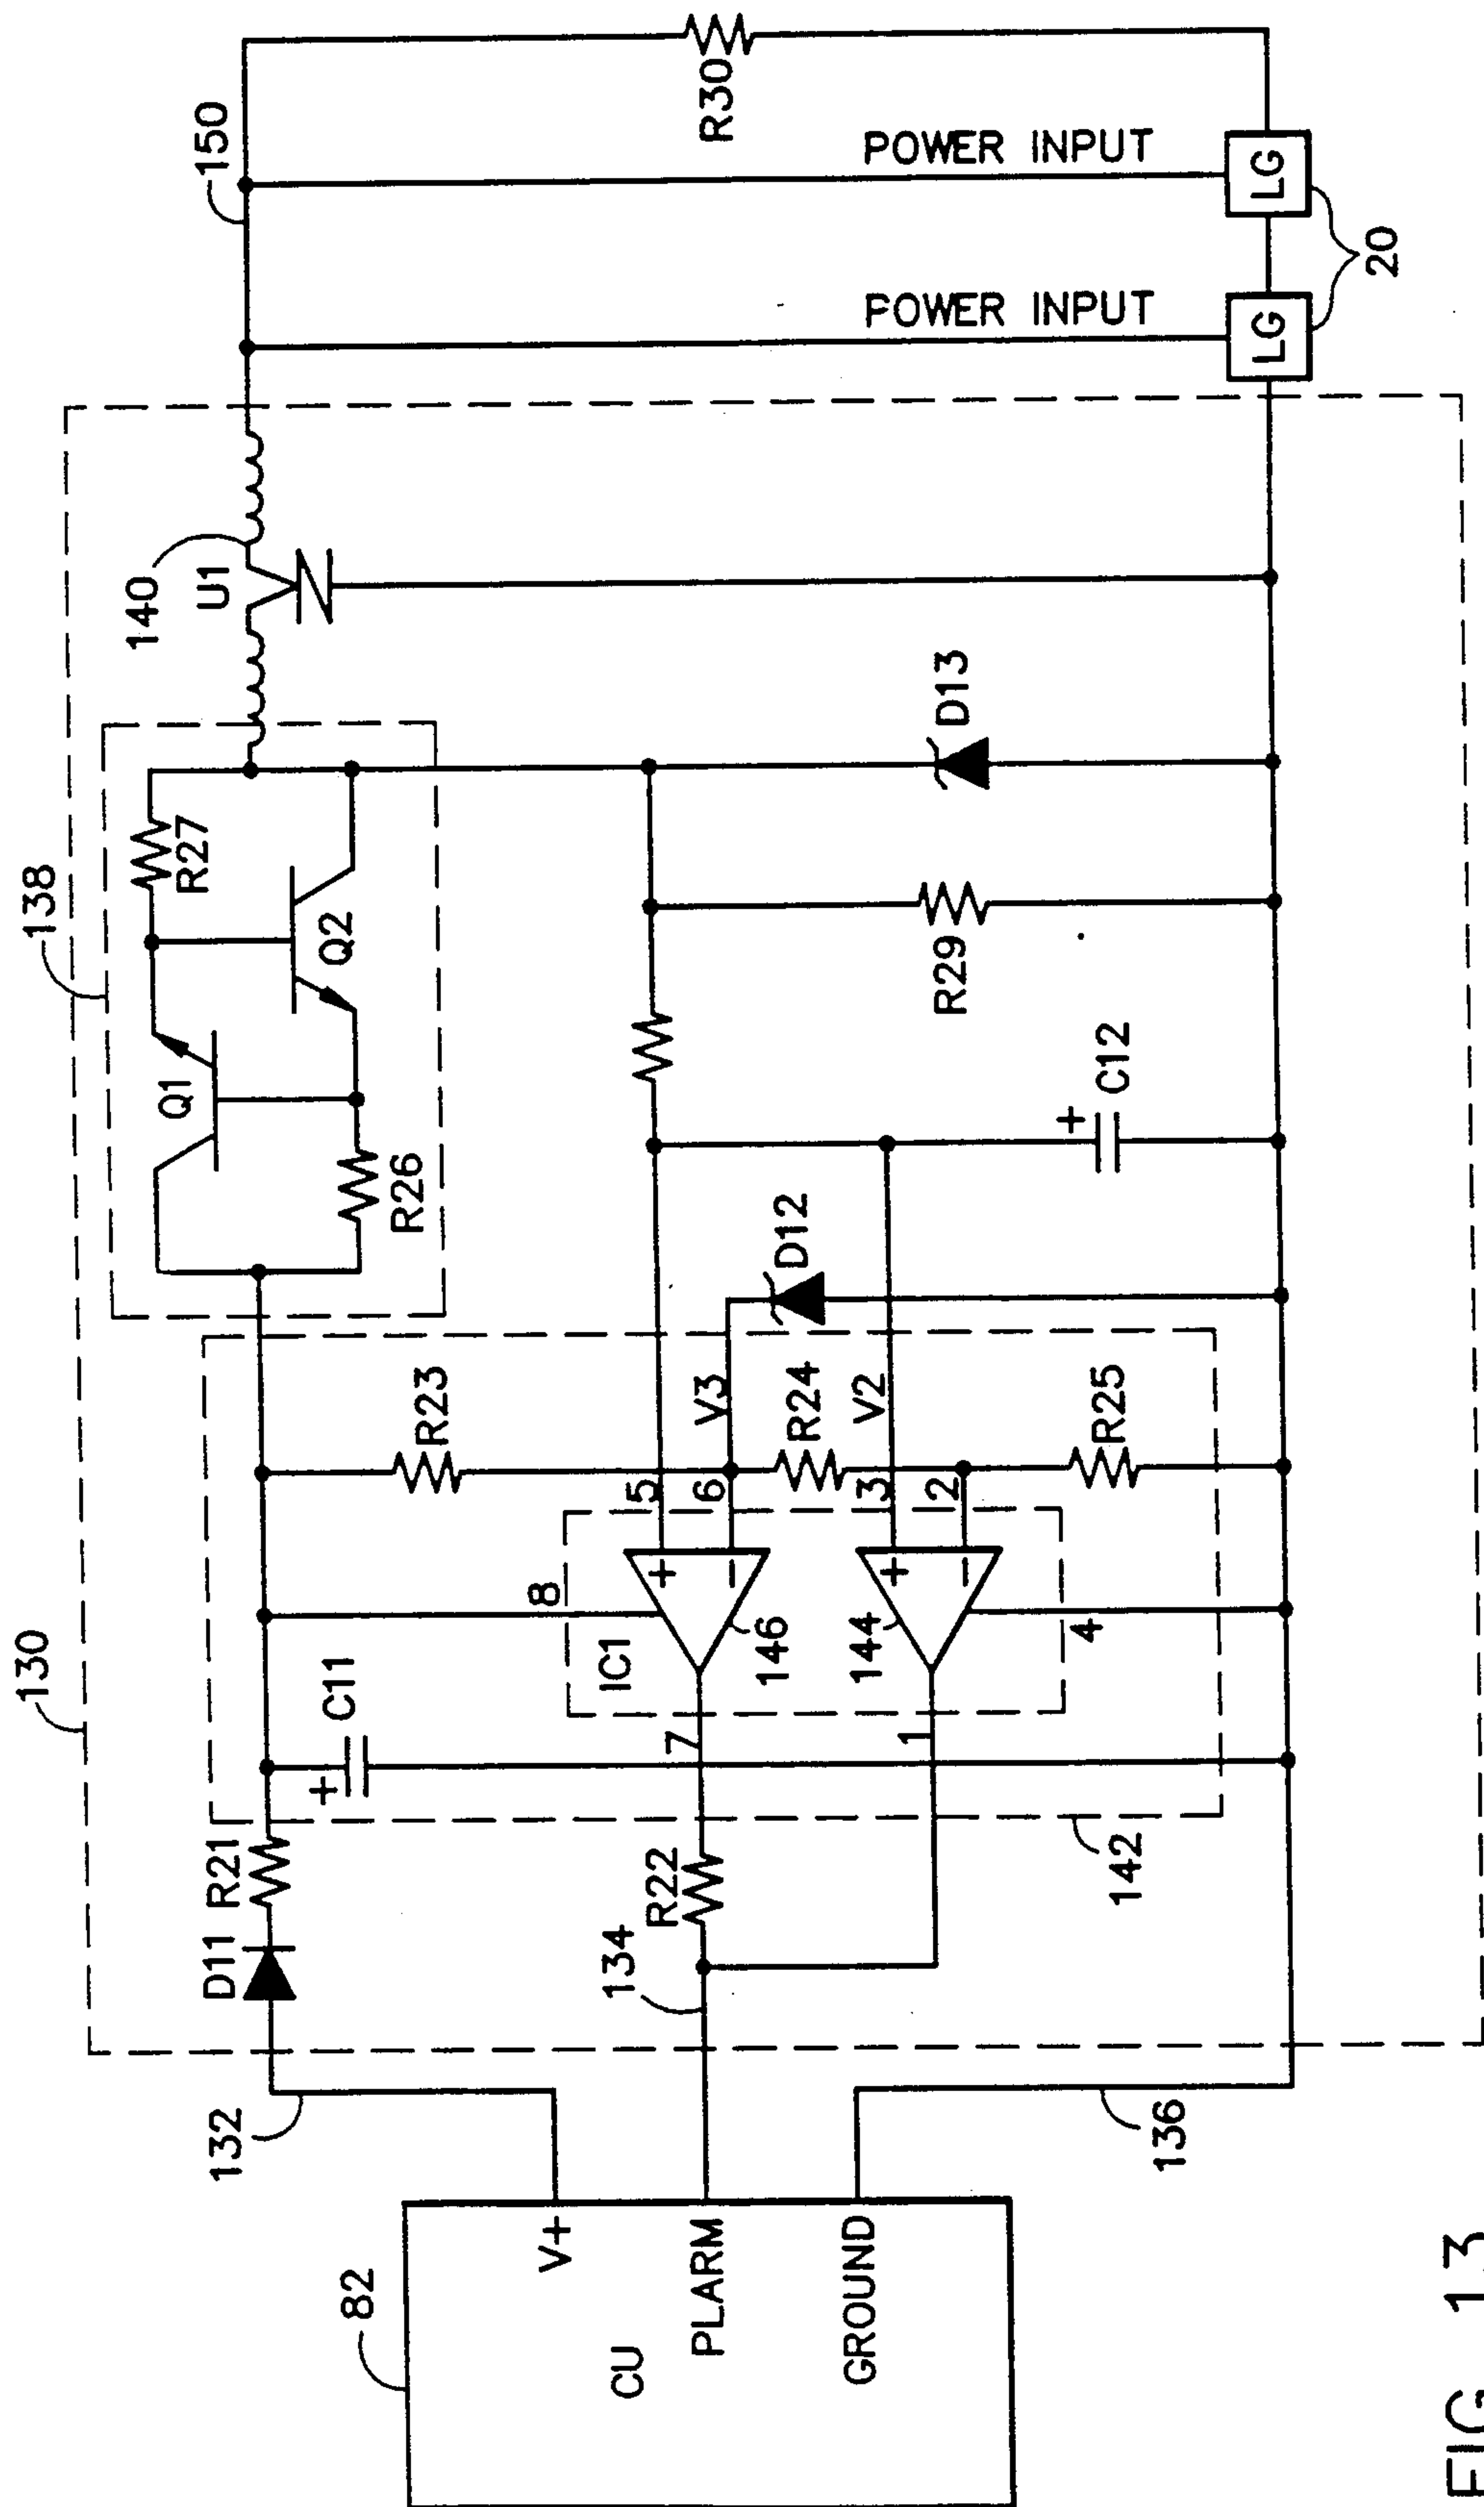 130
138
132
D11
R21
+
C11
R23
Q1
R26
R27
Q2
140
U1
150
82
V+
CU
PLARM
GROUND
134
R22
7
1
IC1
8
146
144
4
5
6
3
2
+
−
+
−
V3
R24
V2
R25
D12
+
C12
R29
D13
142
136
POWER INPUT
POWER INPUT
R30
LG
LG
20
FIG. 13